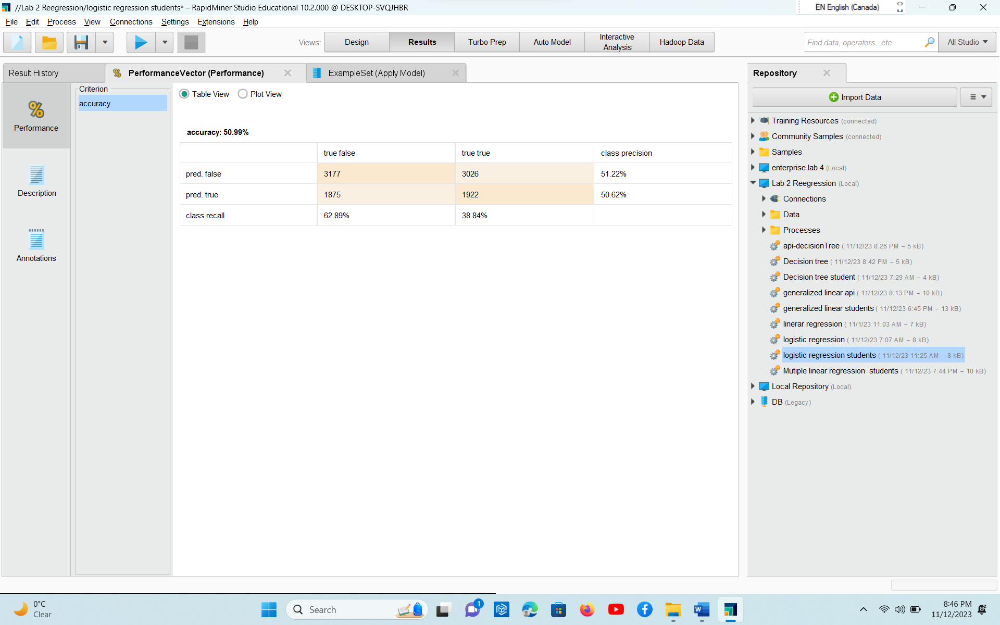 //Lab 2 Reegression/logistic regression students* – RapidMiner Studio Educational 10.2.000 @ DESKTOP-SVQJHBR
EN English (Canada)
File Edit Process View Connections Settings Extensions Help
Views:
Design
Results
Turbo Prep
Auto Model
Interactive
Analysis
Hadoop Data
Find data, operators...etc
All Studio
Result History
PerformanceVector (Performance)
ExampleSet (Apply Model)
Performance
Description
Annotations
Criterion
accuracy
Table View Plot View
accuracy: 50.99%
true false true true class precision
pred. false 3177 3026 51.22%
pred. true 1875 1922 50.62%
class recall 62.89% 38.84%
Repository
Import Data
Training Resources (connected)
Community Samples (connected)
Samples
enterprise lab 4 (Local)
Lab 2 Reegression (Local)
Connections
Data
Processes
api-decisionTree ( 11/12/23 8:26 PM – 5 kB)
Decision tree ( 11/12/23 8:42 PM – 5 kB)
Decision tree student ( 11/12/23 7:29 AM – 4 kB)
generalized linear api ( 11/12/23 8:13 PM – 10 kB)
generalized linear students ( 11/12/23 6:45 PM – 13 kB)
linerar regression ( 11/1/23 11:03 AM – 7 kB)
logistic regression ( 11/12/23 7:07 AM – 8 kB)
logistic regression students ( 11/12/23 11:25 AM – 8 kB)
Mutiple linear regression  students ( 11/12/23 7:44 PM – 10 kB)
Local Repository (Local)
DB (Legacy)
0°C
Clear
Search
1
8:46 PM
11/12/2023